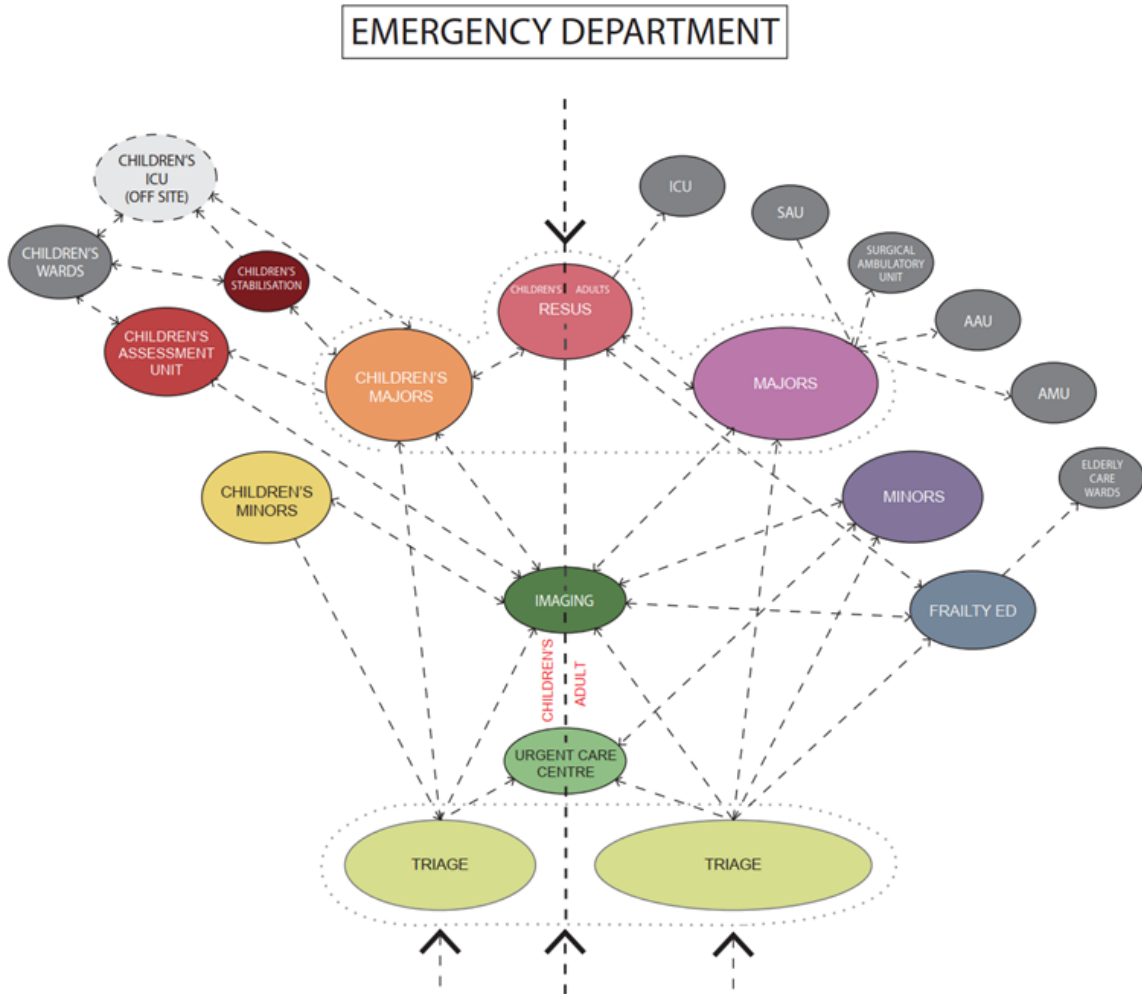 EMERGENCY DEPARTMENT
CHILDREN'S
ICU
(OFF SITE)
ICU
SAU
CHILDREN'S
WARDS
CHILDREN'S
STABILISATION
SURGICAL
AMBULATORY
UNIT
CHILDREN'S ADULTS
RESUS
AAU
CHILDREN'S
ASSESSMENT
UNIT
CHILDREN'S
MAJORS
MAJORS
AMU
CHILDREN'S
MINORS
MINORS
ELDERLY
CARE
WARDS
IMAGING
FRAILTY ED
CHILDREN'S
ADULT
URGENT CARE
CENTRE
TRIAGE
TRIAGE